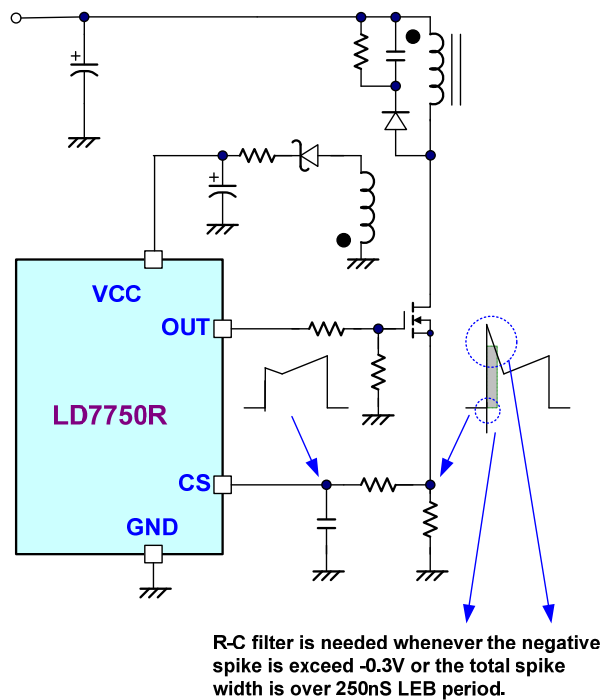 +
+
VCC
OUT
LD7750R
CS
GND
R-C filter is needed whenever the negative
spike is exceed -0.3V or the total spike
width is over 250nS LEB period.